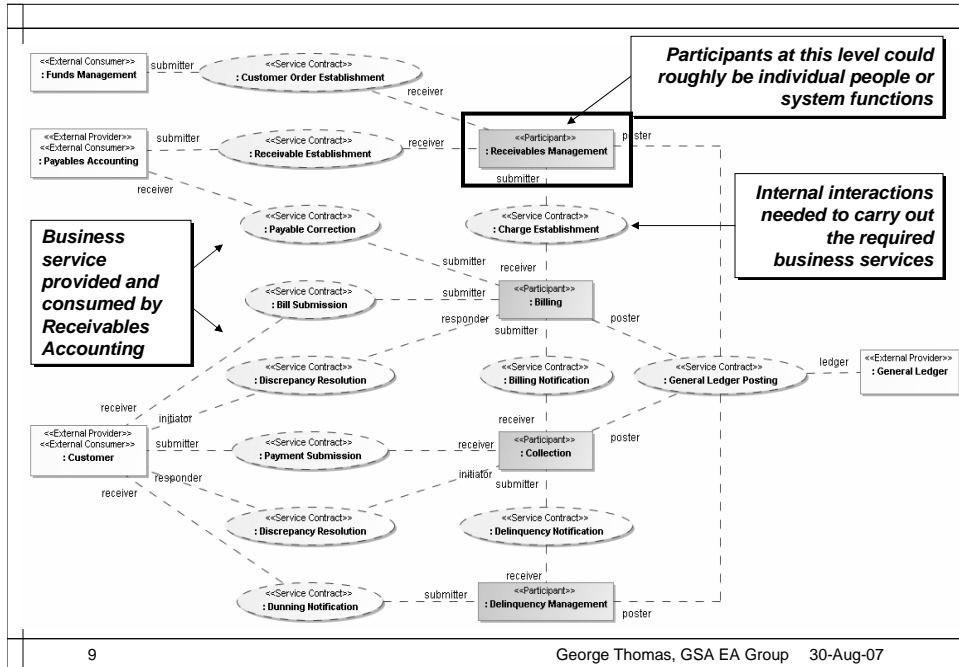 Participants at this level could
roughly be individual people or
system functions
<<External Consumer>>
: Funds Management
submitter
<<Service Contract>>
: Customer Order Establishment
receiver
<<External Provider>>
<<External Consumer>>
: Payables Accounting
submitter
<<Service Contract>>
: Receivable Establishment
receiver
<<Participant>>
: Receivables Management
poster
submitter
receiver
<<Service Contract>>
: Payable Correction
submitter
<<Service Contract>>
: Charge Establishment
receiver
Internal interactions
needed to carry out
the required
business services
Business
service
provided and
consumed by
Receivables
Accounting
<<Service Contract>>
: Bill Submission
submitter
receiver
<<Participant>>
: Billing
poster
responder
submitter
<<Service Contract>>
: Discrepancy Resolution
initiator
<<Service Contract>>
: Billing Notification
receiver
<<Service Contract>>
: General Ledger Posting
ledger
<<External Provider>>
: General Ledger
<<External Provider>>
<<External Consumer>>
: Customer
submitter
<<Service Contract>>
: Payment Submission
receiver
<<Participant>>
: Collection
poster
responder
initiator
submitter
receiver
<<Service Contract>>
: Discrepancy Resolution
<<Service Contract>>
: Delinquency Notification
receiver
<<Service Contract>>
: Dunning Notification
submitter
<<Participant>>
: Delinquency Management
poster
9
George Thomas, GSA EA Group 30-Aug-07